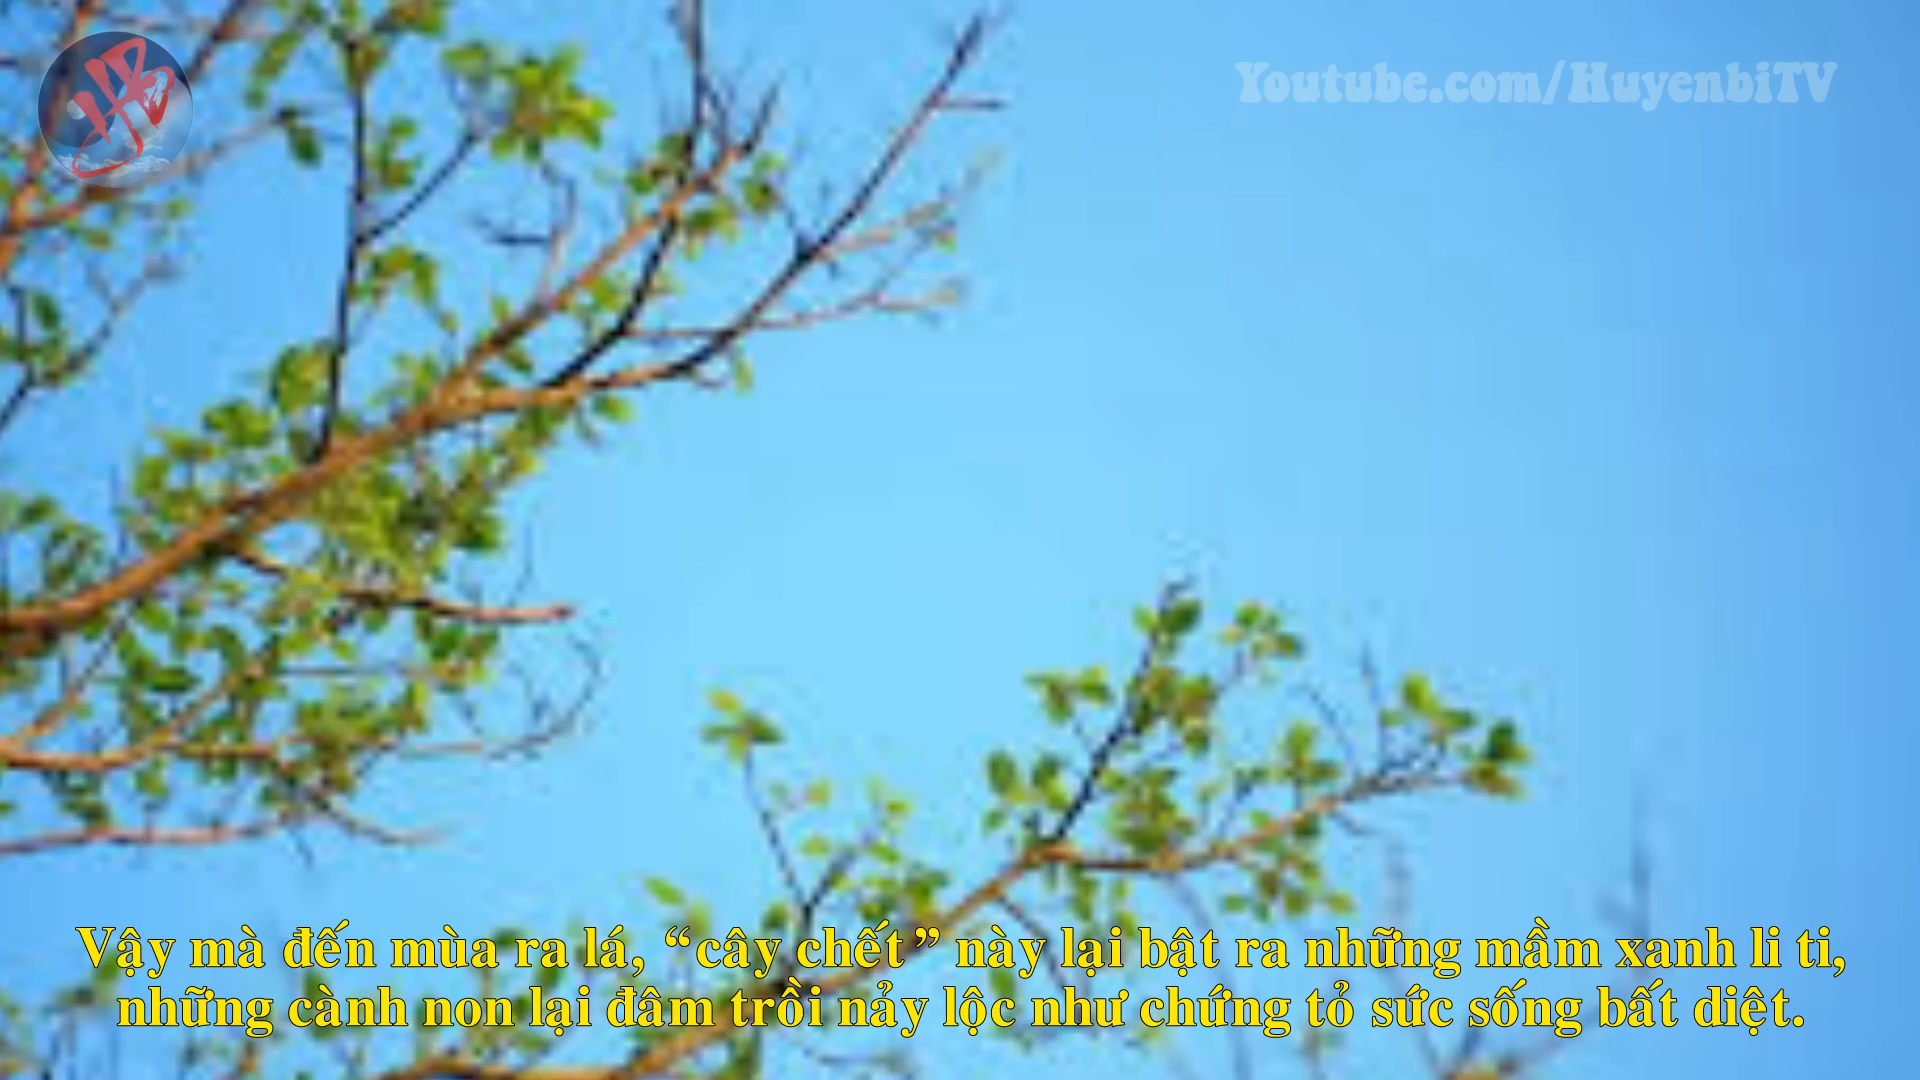 Youtube.com/HuyenbiTV
Vậy mà đến mùa ra lá, “cây chết” này lại bật ra những mầm xanh li ti,
những cành non lại đâm trồi nảy lộc như chứng tỏ sức sống bất diệt.